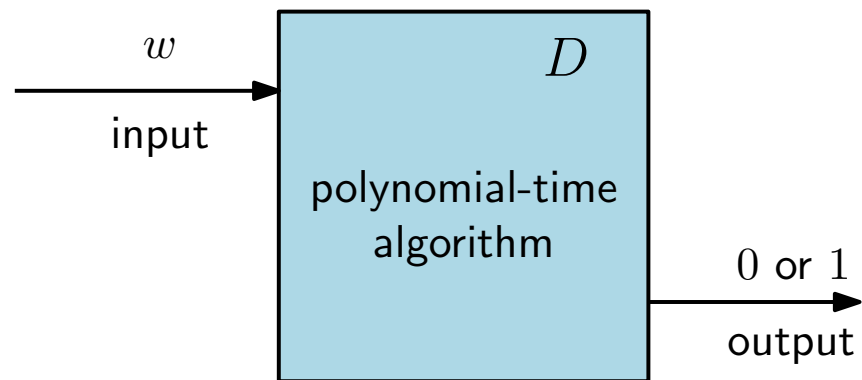 w
input
D
polynomial-time
algorithm
0 or 1
output